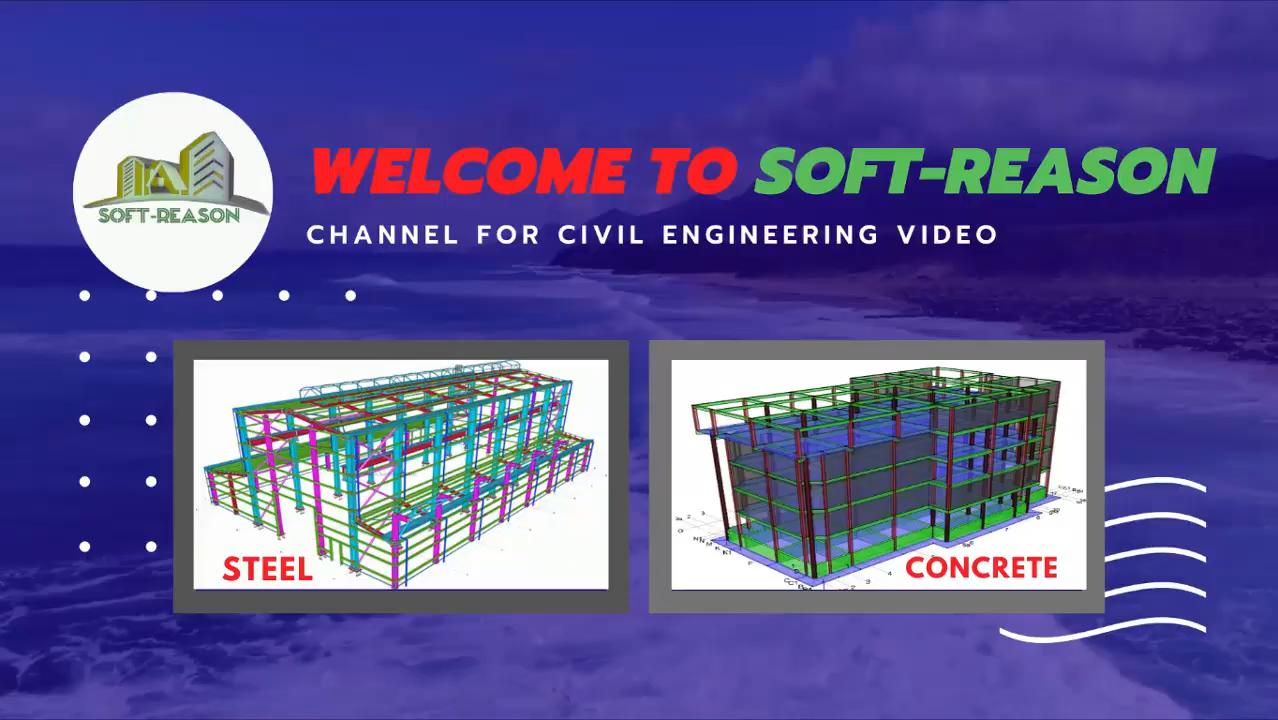 WELCOME TO SOFT-REASON
CHANNEL FOR CIVIL ENGINEERING VIDEO
SOFT-REASON
STEEL
CONCRETE